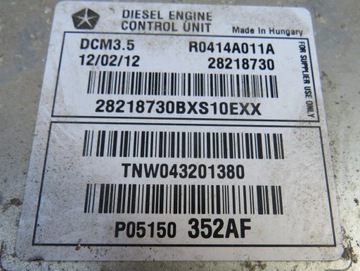 DIESEL ENGINE
CONTROL UNIT
Made In Hungary
DCM3.5 R0414A011A
12/02/12 28218730
FOR SUPPLIER USE ONLY
28218730BXS10EXX
TNW043201380
P05150 352AF